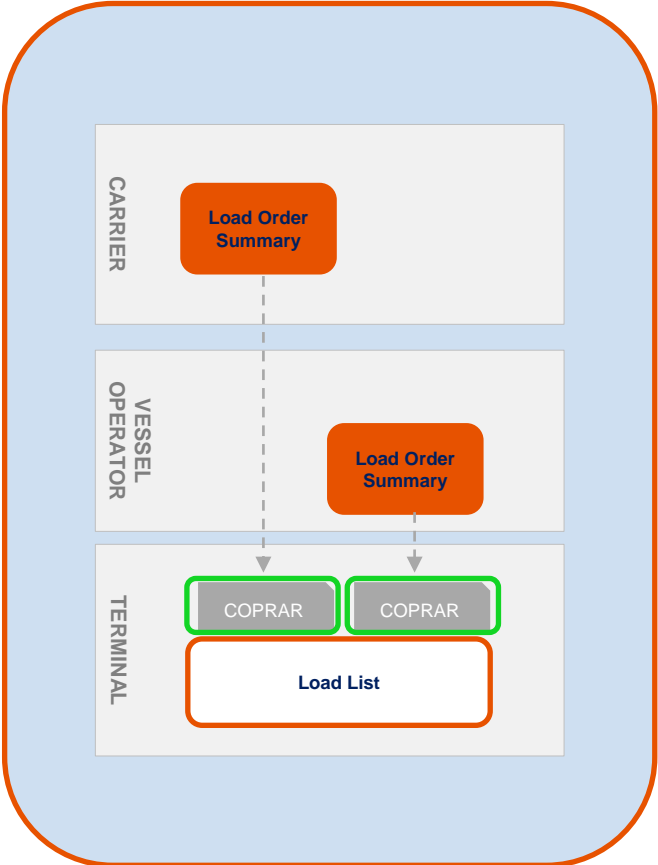 CARRIER
Load Order
Summary
VESSEL
OPERATOR
Load Order
Summary
TERMINAL
COPRAR
COPRAR
Load List